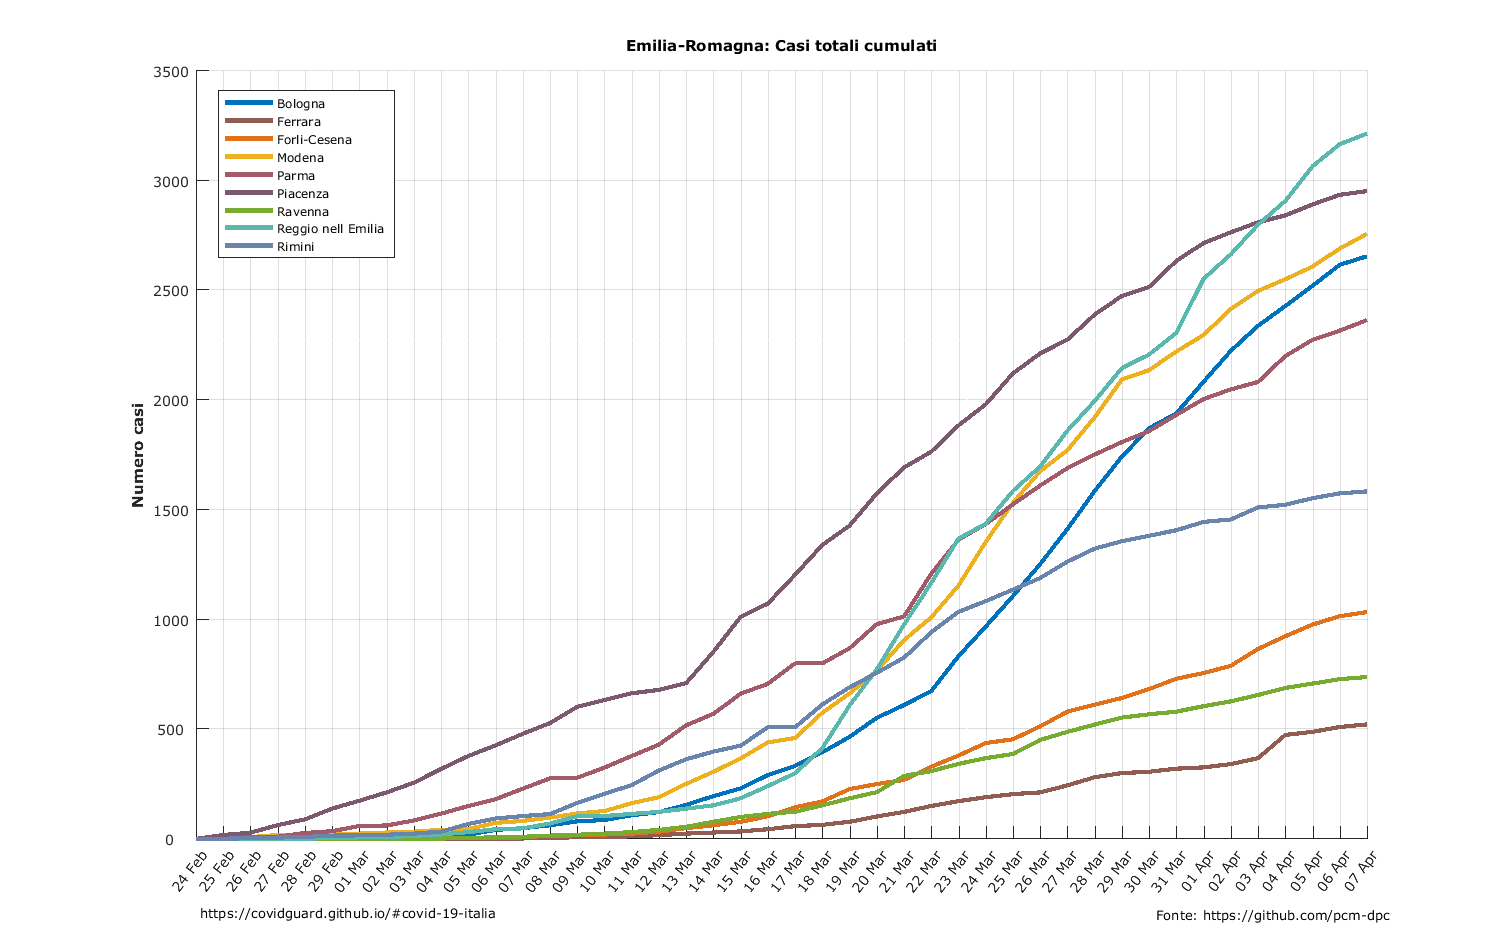 Emilia-Romagna: Casi totali cumulati
3500
3000
2500
2000
1500
1000
500
0
Numero casi
Bologna
Ferrara
Forli-Cesena
Modena
Parma
Piacenza
Ravenna
Reggio nell Emilia
Rimini
24 Feb
25 Feb
26 Feb
27 Feb
28 Feb
29 Feb
01 Mar
02 Mar
03 Mar
04 Mar
05 Mar
06 Mar
07 Mar
08 Mar
09 Mar
10 Mar
11 Mar
12 Mar
13 Mar
14 Mar
15 Mar
16 Mar
17 Mar
18 Mar
19 Mar
20 Mar
21 Mar
22 Mar
23 Mar
24 Mar
25 Mar
26 Mar
27 Mar
28 Mar
29 Mar
30 Mar
31 Mar
01 Apr
02 Apr
03 Apr
04 Apr
05 Apr
06 Apr
07 Apr
https://covidguard.github.io/#covid-19-italia
Fonte: https://github.com/pcm-dpc